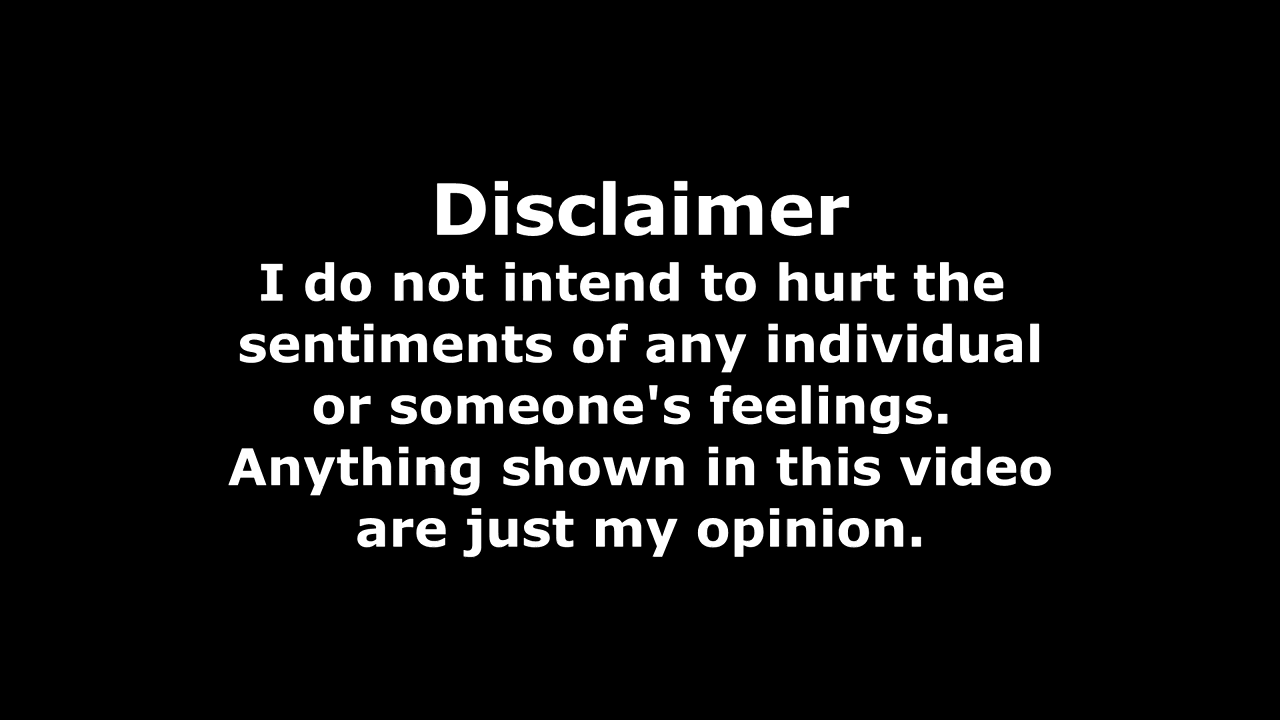 Disclaimer
I do not intend to hurt the
sentiments of any individual
or someone's feelings.
Anything shown in this video
are just my opinion.